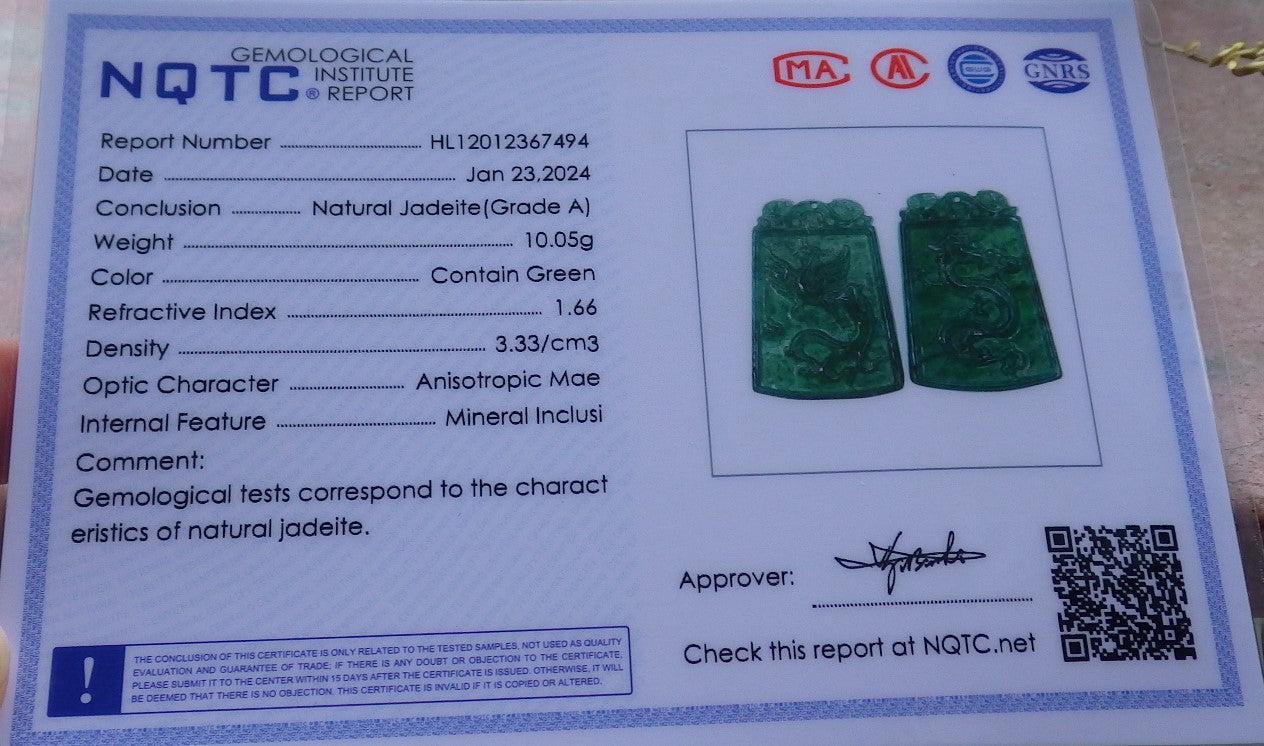 NQTC® GEMOLOGICAL INSTITUTE REPORT
MA
GNRS
Report Number HL12012367494
Date Jan 23,2024
Conclusion Natural Jadeite(Grade A)
Weight 10.05g
Color Contain Green
Refractive Index 1.66
Density 3.33/cm3
Optic Character Anisotropic Mae
Internal Feature Mineral Inclusi
Comment:
Gemological tests correspond to the charact
eristics of natural jadeite.
Approver:
Check this report at NQTC.net
!
THE CONCLUSION OF THIS CERTIFICATE IS ONLY RELATED TO THE TESTED SAMPLES, NOT USED AS QUALITY
EVALUATION AND GUARANTEE OF TRADE; IF THERE IS ANY DOUBT OR OBJECTION TO THE CERTIFICATE,
PLEASE SUBMIT IT TO THE CENTER WITHIN 15 DAYS AFTER THE CERTIFICATE IS ISSUED. OTHERWISE, IT WILL
BE DEEMED THAT THERE IS NO OBJECTION. THIS CERTIFICATE IS INVALID IF IT IS COPIED OR ALTERED.